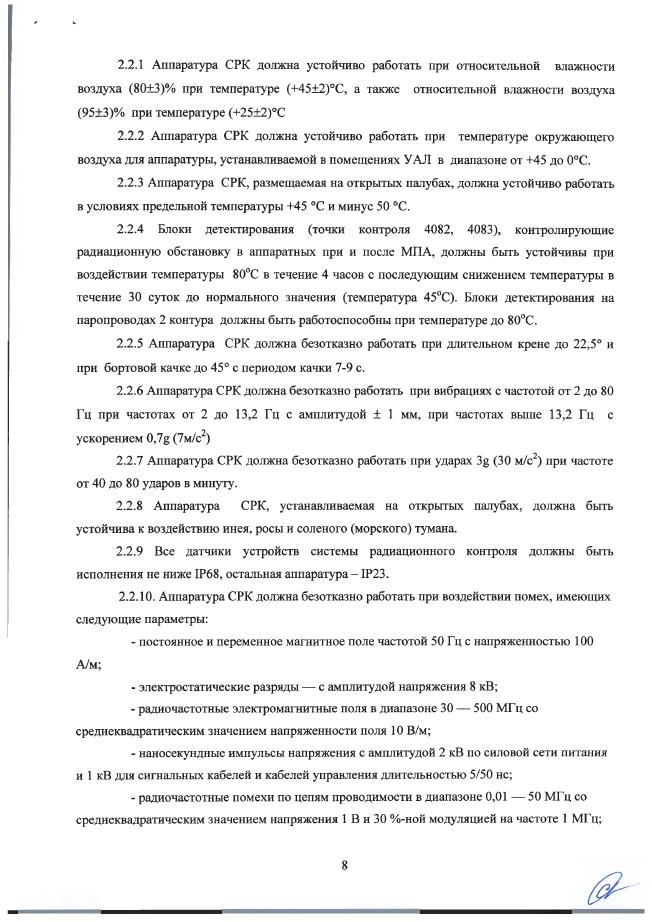 2.2.1 Аппаратура СРК должна устойчиво работать при относительной влажности
воздуха (80±3)% при температуре (+45±2)°С, а также относительной влажности воздуха
(95±3)% при температуре (+25±2)°С
2.2.2 Аппаратура СРК должна устойчиво работать при температуре окружающего
воздуха для аппаратуры, устанавливаемой в помещениях УАЛ в диапазоне от +45 до 0°С.
2.2.3 Аппаратура СРК, размещаемая на открытых палубах, должна устойчиво работать
в условиях предельной температуры +45 °С и минус 50 °С.
2.2.4 Блоки детектирования (точки контроля 4082, 4083), контролирующие
радиационную обстановку в аппаратных при и после МПА, должны быть устойчивы при
воздействии температуры 80°С в течение 4 часов с последующим снижением температуры в
течение 30 суток до нормального значения (температура 45°С). Блоки детектирования на
паропроводах 2 контура должны быть работоспособны при температуре до 80°С.
2.2.5 Аппаратура СРК должна безотказно работать при длительном крене до 22,5° и
при бортовой качке до 45° с периодом качки 7-9 с.
2.2.6 Аппаратура СРК должна безотказно работать при вибрациях с частотой от 2 до 80
Гц при частотах от 2 до 13,2 Гц с амплитудой ± 1 мм, при частотах выше 13,2 Гц с
ускорением 0,7g (7м/с²)
2.2.7 Аппаратура СРК должна безотказно работать при ударах 3g (30 м/с²) при частоте
от 40 до 80 ударов в минуту.
2.2.8 Аппаратура СРК, устанавливаемая на открытых палубах, должна быть
устойчива к воздействию инея, росы и соленого (морского) тумана.
2.2.9 Все датчики устройств системы радиационного контроля должны быть
исполнения не ниже IP68, остальная аппаратура – IP23.
2.2.10. Аппаратура СРК должна безотказно работать при воздействии помех, имеющих
следующие параметры:
- постоянное и переменное магнитное поле частотой 50 Гц с напряженностью 100
А/м;
- электростатические разряды — с амплитудой напряжения 8 кВ;
- радиочастотные электромагнитные поля в диапазоне 30 — 500 МГц со
среднеквадратическим значением напряженности поля 10 В/м;
- наносекундные импульсы напряжения с амплитудой 2 кВ по силовой сети питания
и 1 кВ для сигнальных кабелей и кабелей управления длительностью 5/50 нс;
- радиочастотные помехи по цепям проводимости в диапазоне 0,01 — 50 МГц со
среднеквадратическим значением напряжения 1 В и 30 %-ной модуляцией на частоте 1 МГц;
8